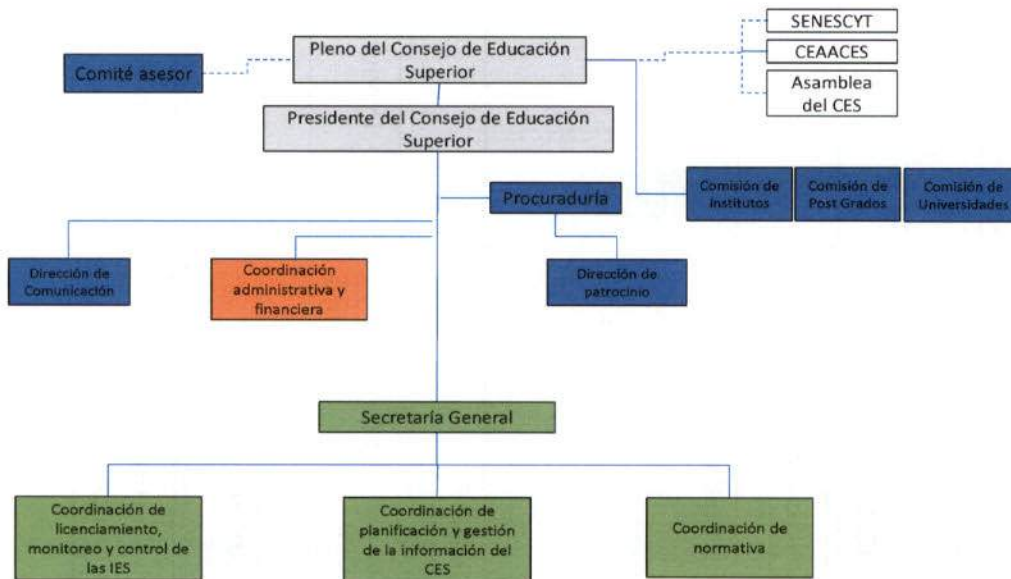 SENESCYT
Pleno del Consejo de Educación
Superior
CEAACES
Comité asesor
Asamblea
del CES
Presidente del Consejo de Educación
Superior
Procuraduría
Comisión de
Institutos
Comisión de
Post Grados
Comisión de
Universidades
Dirección de
Comunicación
Coordinación
administrativa y
financiera
Dirección de
patrocinio
Secretaría General
Coordinación de
licenciamiento,
monitoreo y control de
las IES
Coordinación de
planificación y gestión
de la información del
CES
Coordinación de
normativa